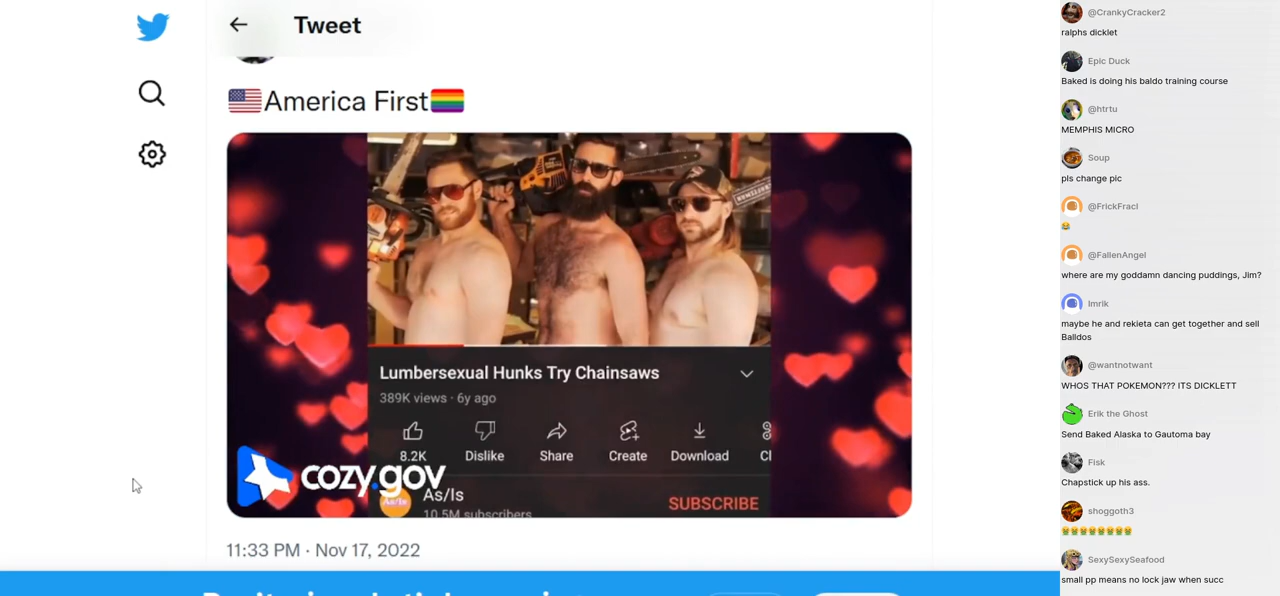 Tweet
America First
Lumbersexual Hunks Try Chainsaws
389K views · 6y ago
8.2K
Dislike
Share
Create
Download
cozy.gov
As/Is
As/Is
10.5M subscribers
SUBSCRIBE
11:33 PM · Nov 17, 2022
@CrankyCracker2
ralphs dicklet
Epic Duck
Baked is doing his baldo training course
@htrtu
MEMPHIS MICRO
Soup
pls change pic
@FrickFracl
😂
@FallenAngel
where are my goddamn dancing puddings, Jim?
Imrik
maybe he and rekieta can get together and sell
Balldos
@wantnotwant
WHOS THAT POKEMON??? ITS DICKLETT
Erik the Ghost
Send Baked Alaska to Gautoma bay
Fisk
Chapstick up his ass.
shoggoth3
SexySexySeafood
small pp means no lock jaw when succ